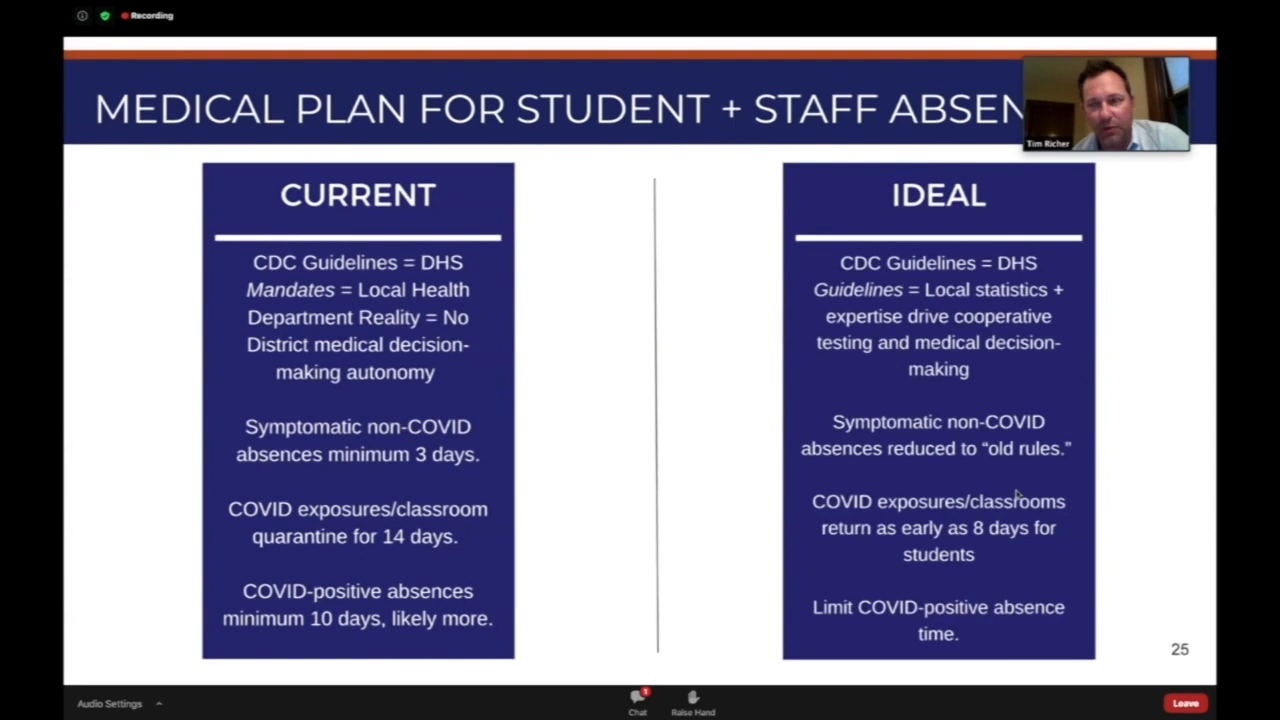 Recording
MEDICAL PLAN FOR STUDENT + STAFF ABSEN
Tim Richer
CURRENT
CDC Guidelines = DHS
Mandates = Local Health
Department Reality = No
District medical decision-
making autonomy
Symptomatic non-COVID
absences minimum 3 days.
COVID exposures/classroom
quarantine for 14 days.
COVID-positive absences
minimum 10 days, likely more.
IDEAL
CDC Guidelines = DHS
Guidelines = Local statistics +
expertise drive cooperative
testing and medical decision-
making
Symptomatic non-COVID
absences reduced to “old rules.”
COVID exposures/classrooms
return as early as 8 days for
students
Limit COVID-positive absence
time.
25
Audio Settings
1
Chat
Raise Hand
Leave